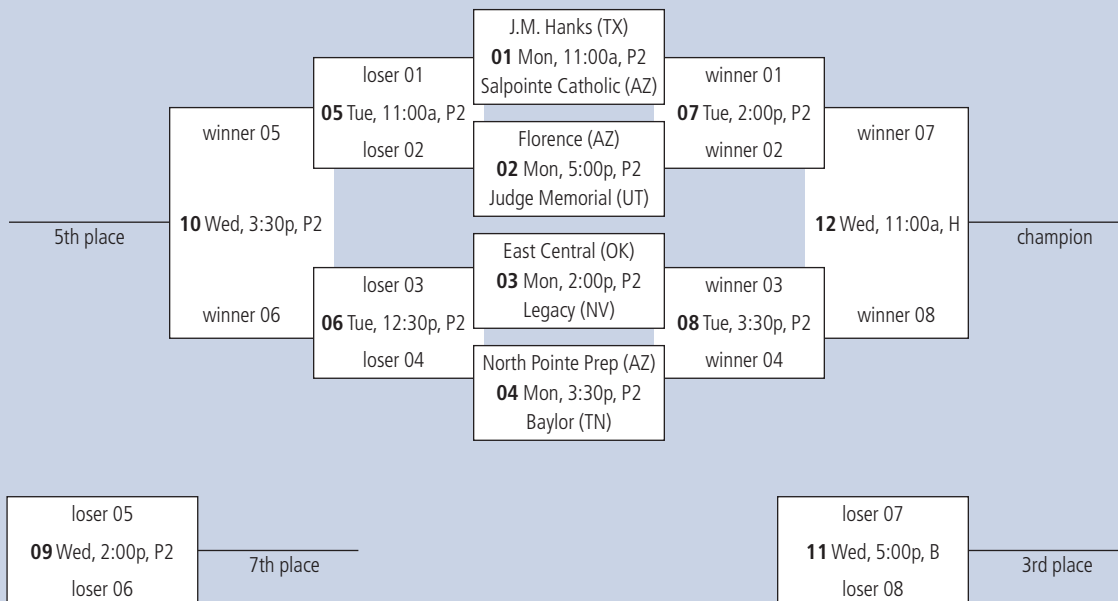 J.M. Hanks (TX)
01 Mon, 11:00a, P2
Salpointe Catholic (AZ)
loser 01
05 Tue, 11:00a, P2
loser 02
winner 01
07 Tue, 2:00p, P2
winner 02
Florence (AZ)
02 Mon, 5:00p, P2
Judge Memorial (UT)
winner 05
10 Wed, 3:30p, P2
winner 06
5th place
winner 07
12 Wed, 11:00a, H
winner 08
champion
East Central (OK)
03 Mon, 2:00p, P2
Legacy (NV)
loser 03
06 Tue, 12:30p, P2
loser 04
winner 03
08 Tue, 3:30p, P2
winner 04
North Pointe Prep (AZ)
04 Mon, 3:30p, P2
Baylor (TN)
loser 05
09 Wed, 2:00p, P2
loser 06
7th place
loser 07
11 Wed, 5:00p, B
loser 08
3rd place